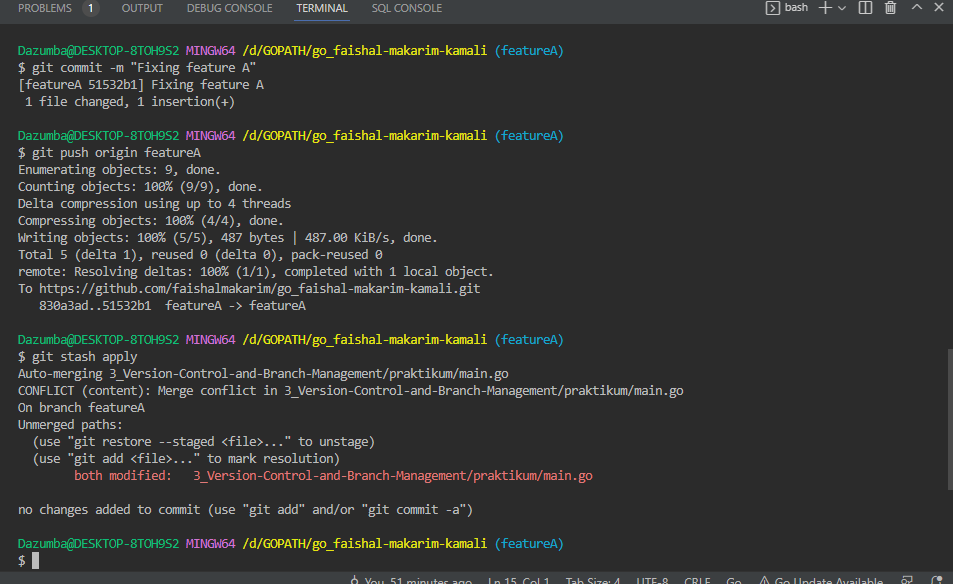 PROBLEMS 1 OUTPUT DEBUG CONSOLE TERMINAL SQL CONSOLE bash
Dazumba@DESKTOP-8TOH9S2 MINGW64 /d/GOPATH/go_faishal-makarim-kamali (featureA)
$ git commit -m "Fixing feature A"
[featureA 51532b1] Fixing feature A
 1 file changed, 1 insertion(+)
Dazumba@DESKTOP-8TOH9S2 MINGW64 /d/GOPATH/go_faishal-makarim-kamali (featureA)
$ git push origin featureA
Enumerating objects: 9, done.
Counting objects: 100% (9/9), done.
Delta compression using up to 4 threads
Compressing objects: 100% (4/4), done.
Writing objects: 100% (5/5), 487 bytes | 487.00 KiB/s, done.
Total 5 (delta 1), reused 0 (delta 0), pack-reused 0
remote: Resolving deltas: 100% (1/1), completed with 1 local object.
To https://github.com/faishalmakarim/go_faishal-makarim-kamali.git
   830a3ad..51532b1  featureA -> featureA
Dazumba@DESKTOP-8TOH9S2 MINGW64 /d/GOPATH/go_faishal-makarim-kamali (featureA)
$ git stash apply
Auto-merging 3_Version-Control-and-Branch-Management/praktikum/main.go
CONFLICT (content): Merge conflict in 3_Version-Control-and-Branch-Management/praktikum/main.go
On branch featureA
Unmerged paths:
  (use "git restore --staged <file>..." to unstage)
  (use "git add <file>..." to mark resolution)
        both modified:   3_Version-Control-and-Branch-Management/praktikum/main.go
no changes added to commit (use "git add" and/or "git commit -a")
Dazumba@DESKTOP-8TOH9S2 MINGW64 /d/GOPATH/go_faishal-makarim-kamali (featureA)
$
You, 51 minutes ago Ln 15, Col 1 Tab Size: 4 UTF-8 CRLF Go Go Update Available